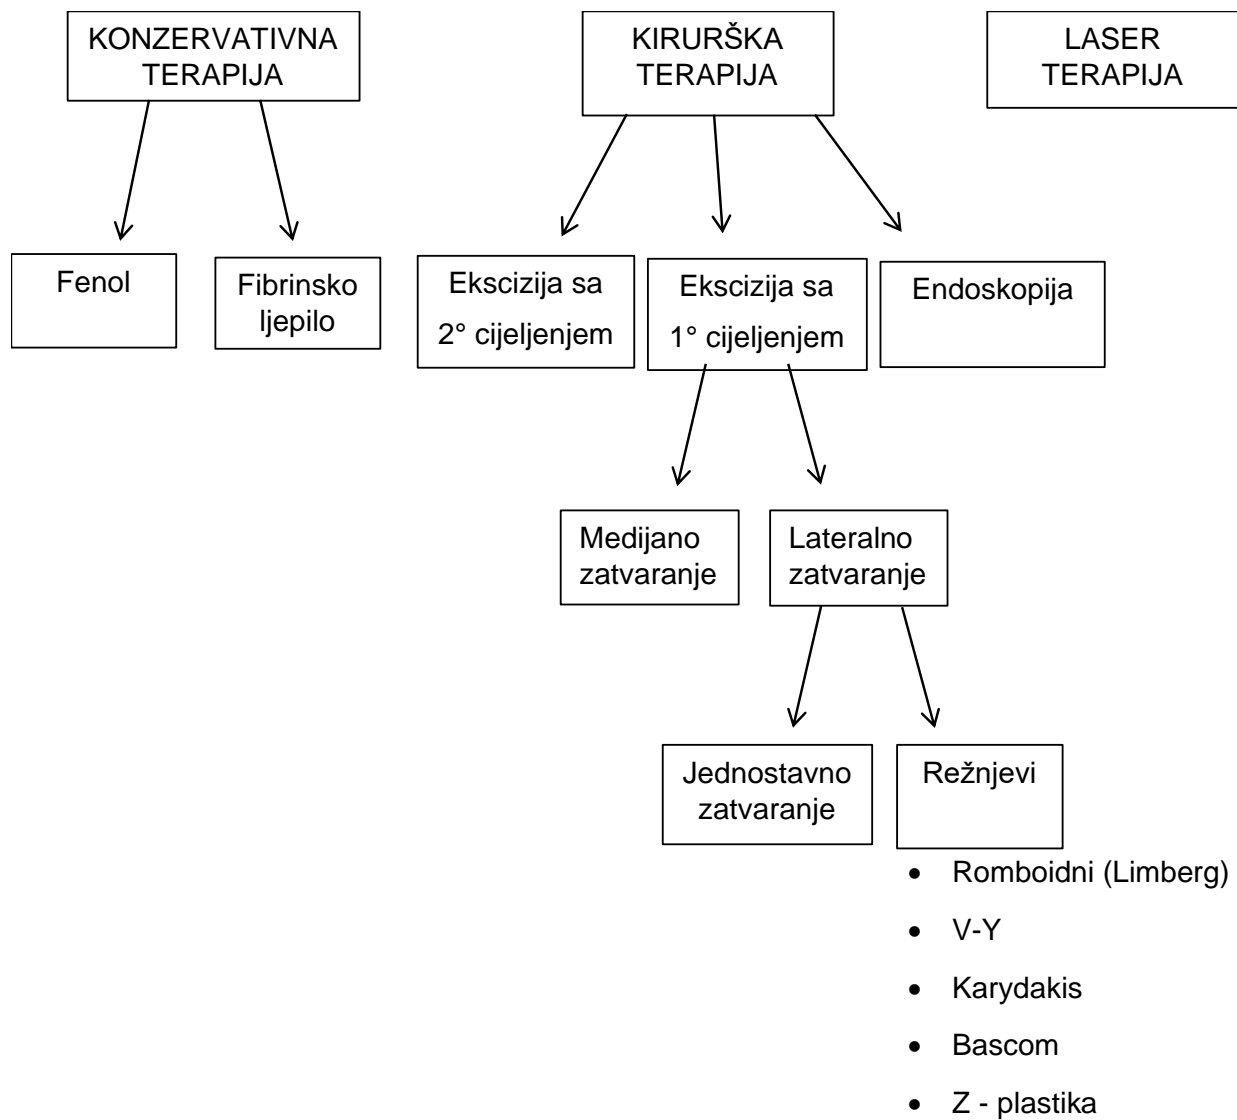 KONZERVATIVNA
TERAPIJA
KIRURŠKA
TERAPIJA
LASER
TERAPIJA
Fenol
Fibrinsko
ljepilo
Ekscizija sa
2° cijeljenjem
Ekscizija sa
1° cijeljenjem
Endoskopija
Medijano
zatvaranje
Lateralno
zatvaranje
Jednostavno
zatvaranje
Režnjevi
• Romboidni (Limberg)
• V-Y
• Karydakis
• Bascom
• Z - plastika